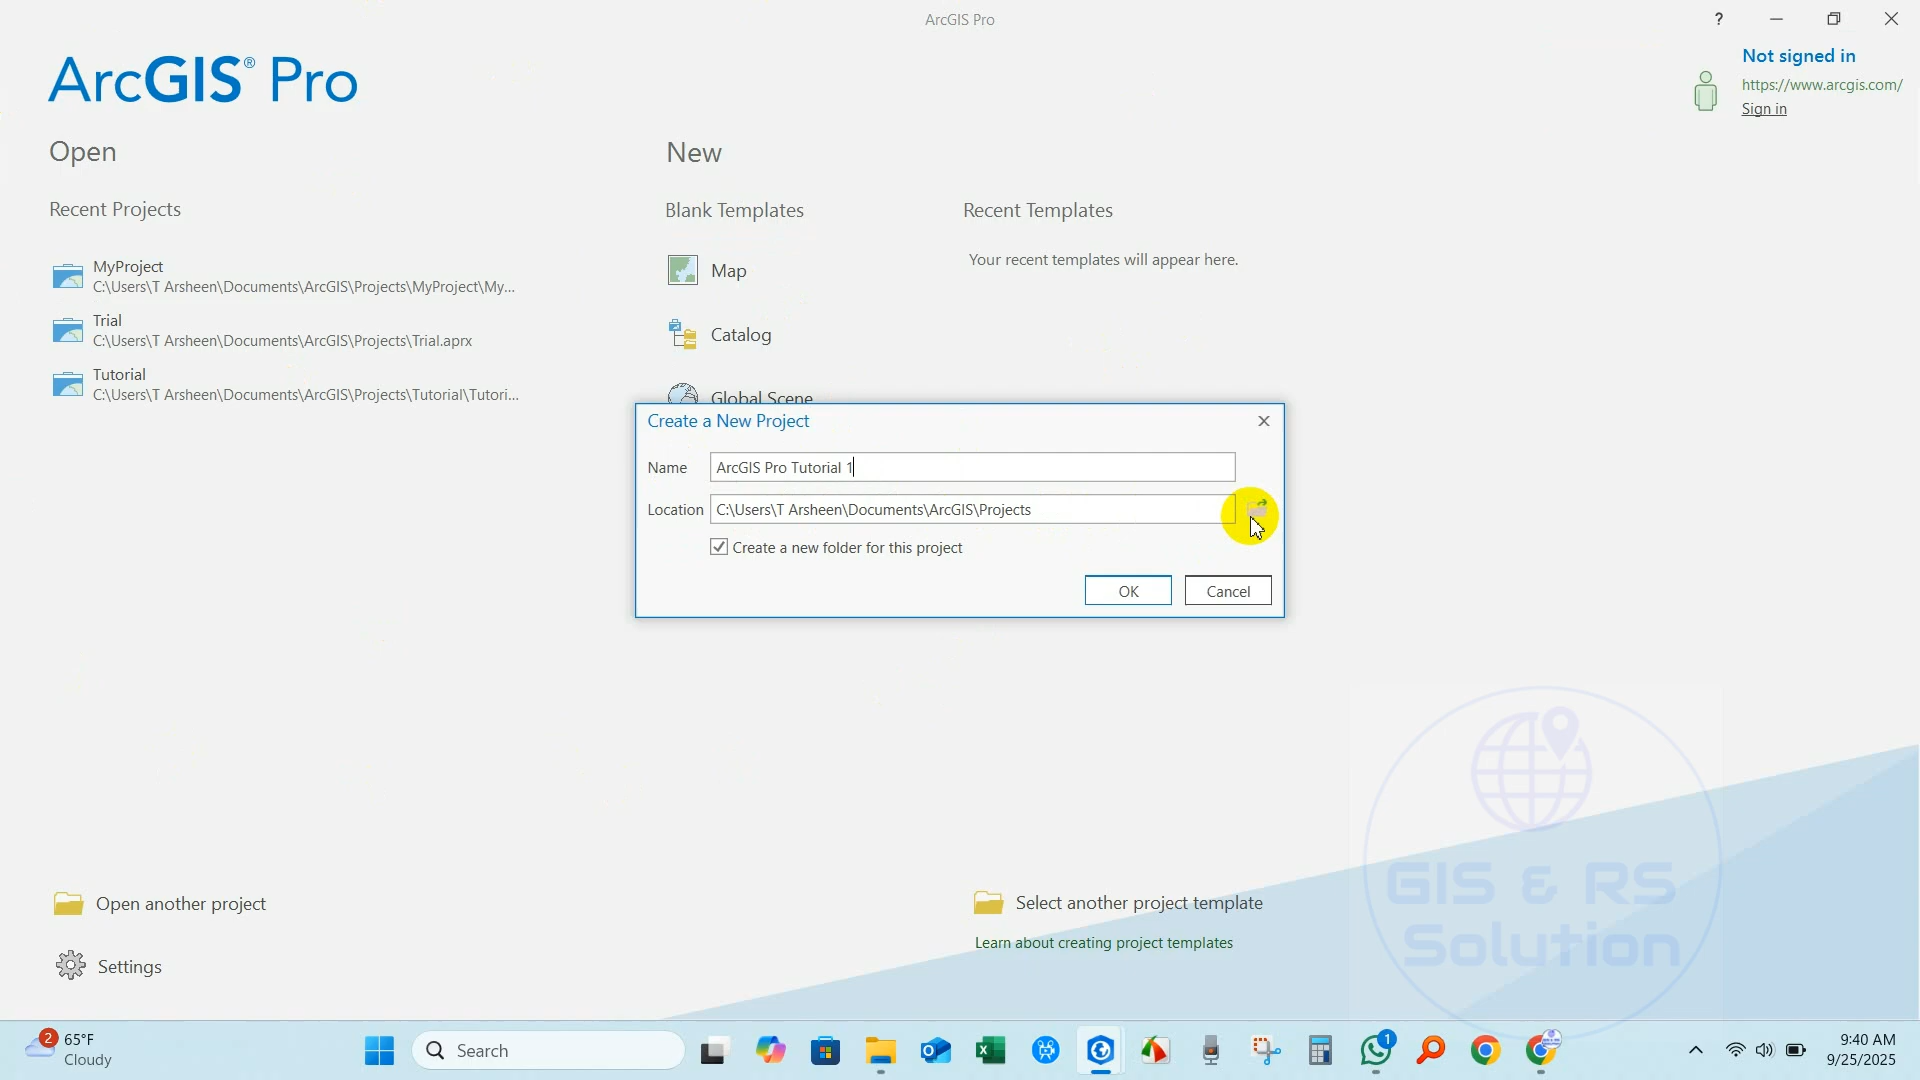 ArcGIS Pro
?
ArcGIS® Pro
Not signed in
https://www.arcgis.com/
Sign in
Open
New
Recent Projects
Blank Templates
Recent Templates
MyProject
C:\Users\T Arsheen\Documents\ArcGIS\Projects\MyProject\My...
Map
Your recent templates will appear here.
Trial
C:\Users\T Arsheen\Documents\ArcGIS\Projects\Trial.aprx
Catalog
Tutorial
C:\Users\T Arsheen\Documents\ArcGIS\Projects\Tutorial\Tutori...
Global Scene
Create a New Project
Name
ArcGIS Pro Tutorial 1
Location
C:\Users\T Arsheen\Documents\ArcGIS\Projects
Create a new folder for this project
OK
Cancel
GIS & RS
Solution
Open another project
Select another project template
Learn about creating project templates
Settings
2
65°F
Cloudy
Search
1
9:40 AM
9/25/2025